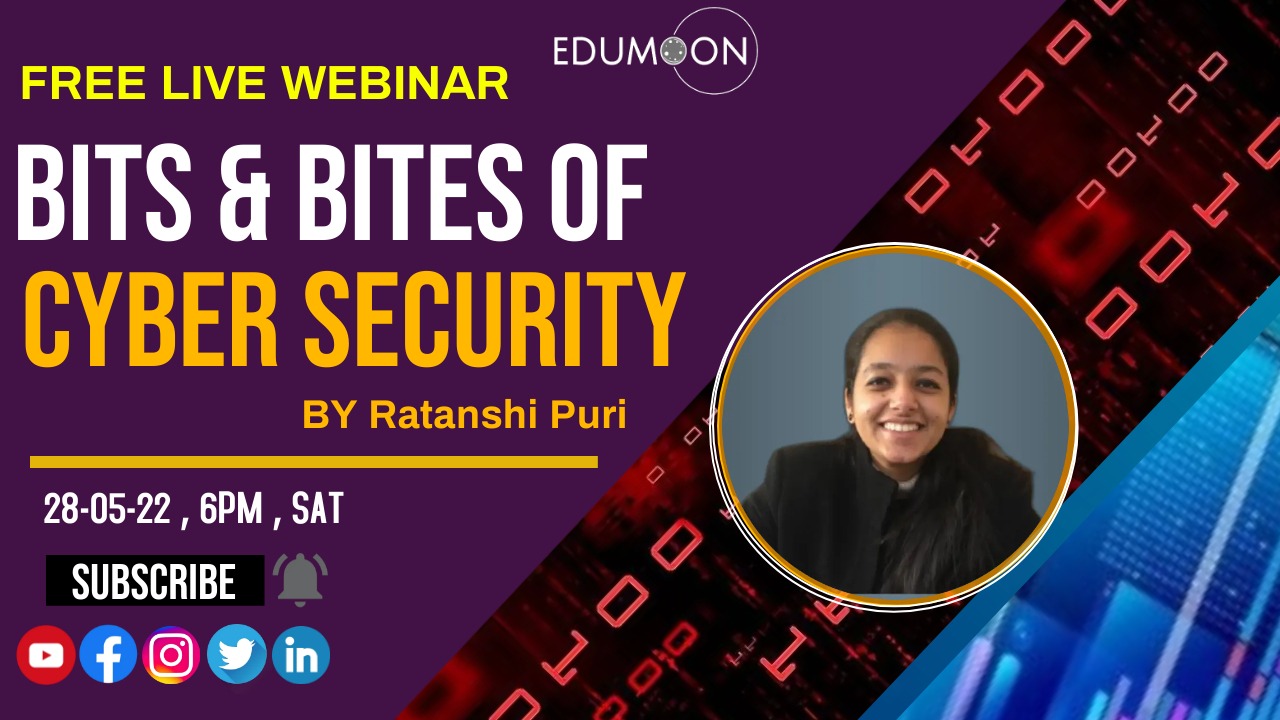 EDUMOON
FREE LIVE WEBINAR
BITS & BITES OF
CYBER SECURITY
BY Ratanshi Puri
28-05-22 , 6PM , SAT
SUBSCRIBE